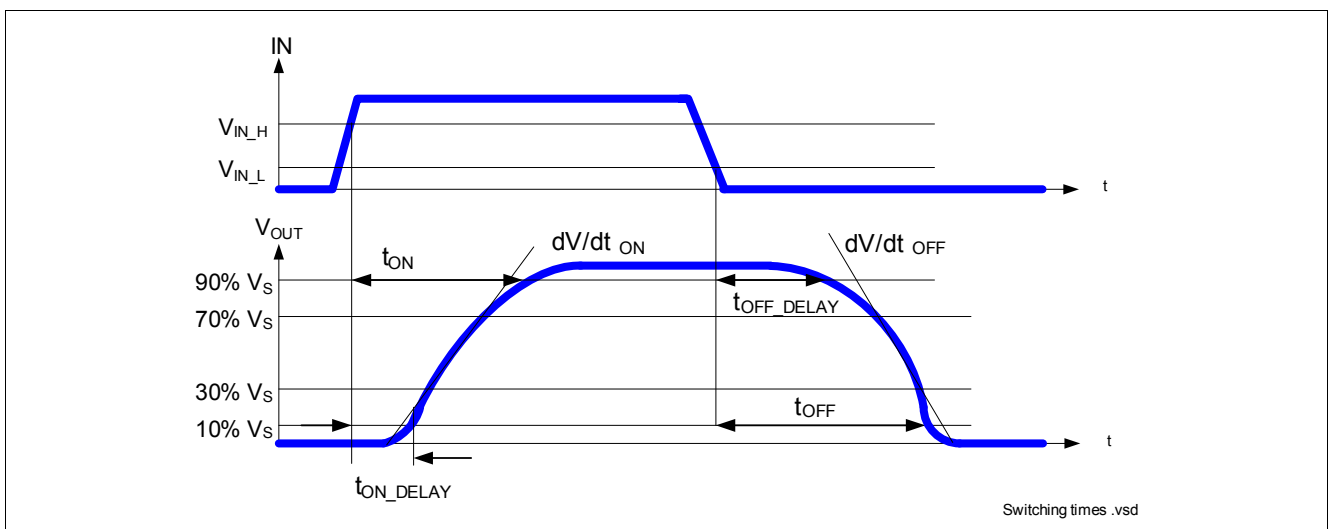 IN
V_IN_H
V_IN_L
t
V_OUT
dV/dt ON
dV/dt OFF
t_ON
90% V_S
t_OFF_DELAY
70% V_S
30% V_S
t_OFF
10% V_S
t
t_ON_DELAY
Switching times .vsd